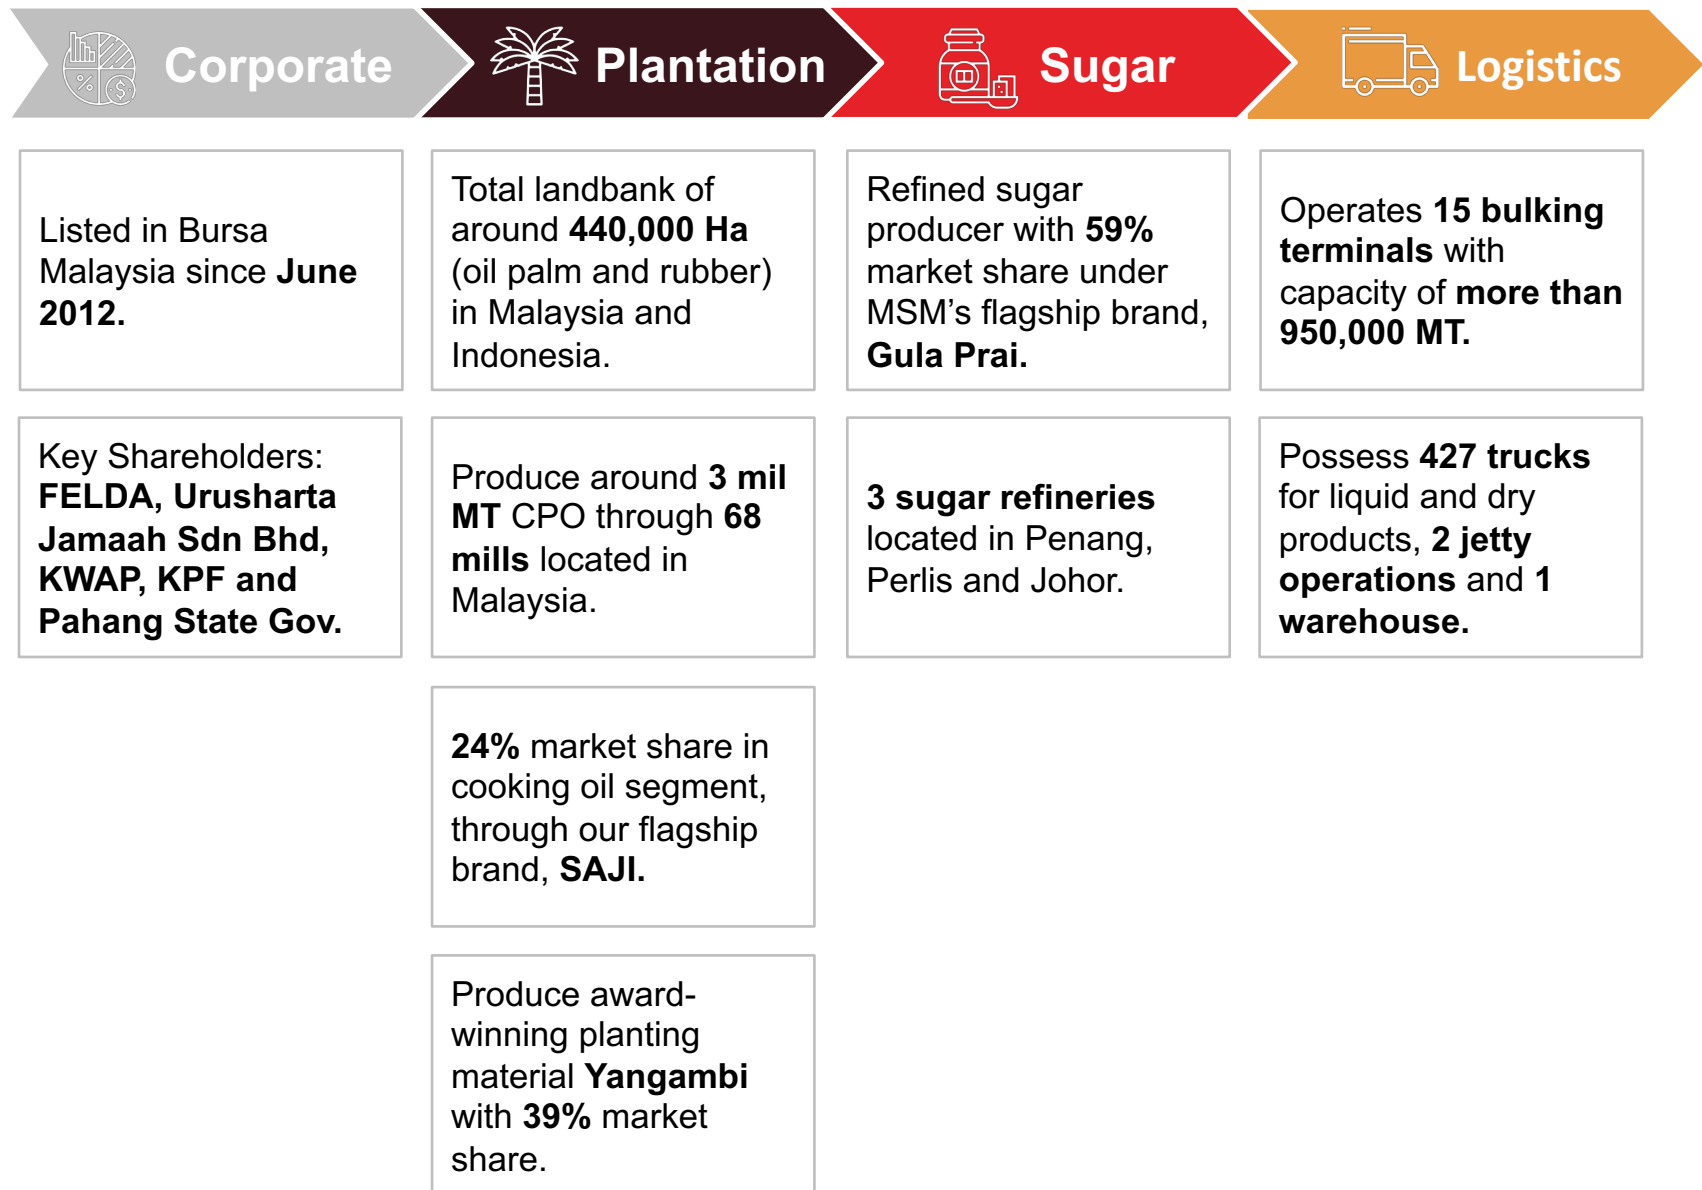 Corporate
Plantation
Sugar
Logistics
Listed in Bursa
Malaysia since June
2012.
Key Shareholders:
FELDA, Urusharta
Jamaah Sdn Bhd,
KWAP, KPF and
Pahang State Gov.
Total landbank of
around 440,000 Ha
(oil palm and rubber)
in Malaysia and
Indonesia.
Produce around 3 mil
MT CPO through 68
mills located in
Malaysia.
24% market share in
cooking oil segment,
through our flagship
brand, SAJI.
Produce award-
winning planting
material Yangambi
with 39% market
share.
Refined sugar
producer with 59%
market share under
MSM’s flagship brand,
Gula Prai.
3 sugar refineries
located in Penang,
Perlis and Johor.
Operates 15 bulking
terminals with
capacity of more than
950,000 MT.
Possess 427 trucks
for liquid and dry
products, 2 jetty
operations and 1
warehouse.